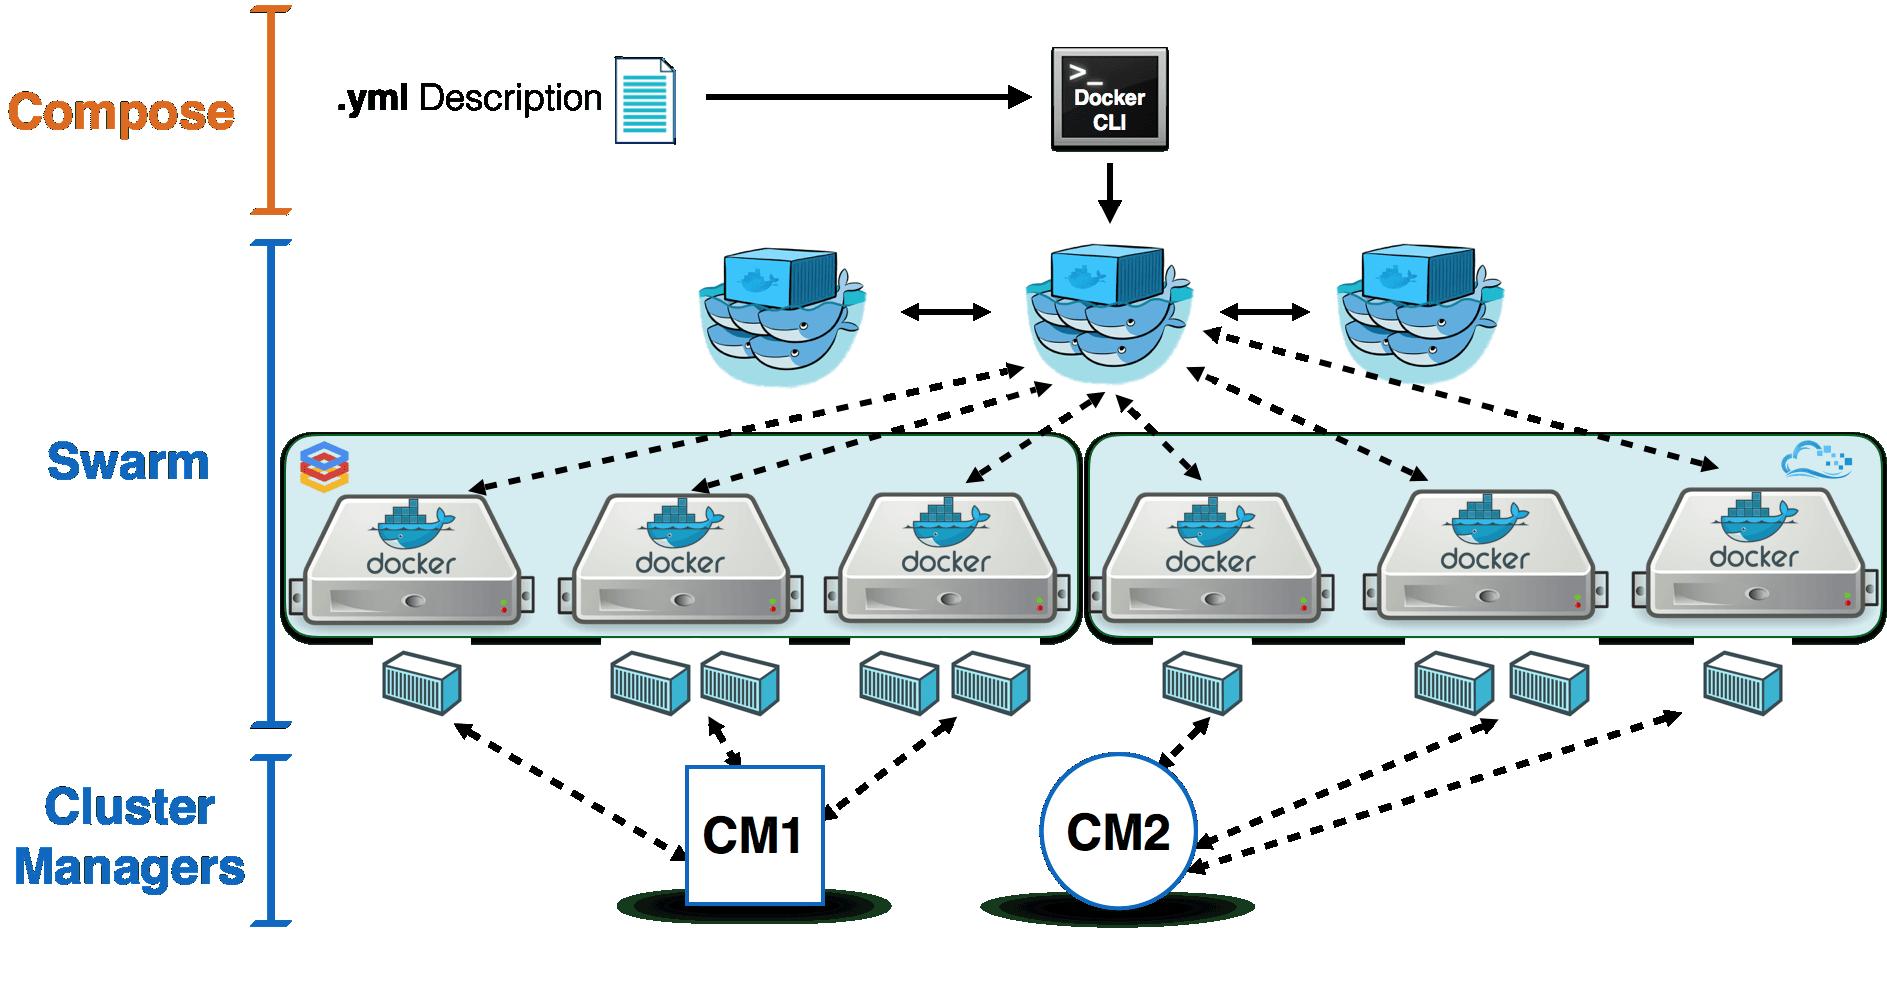 Compose
.yml Description
>_
Docker
CLI
Swarm
docker
docker
docker
docker
docker
docker
Cluster
Managers
CM1
CM2